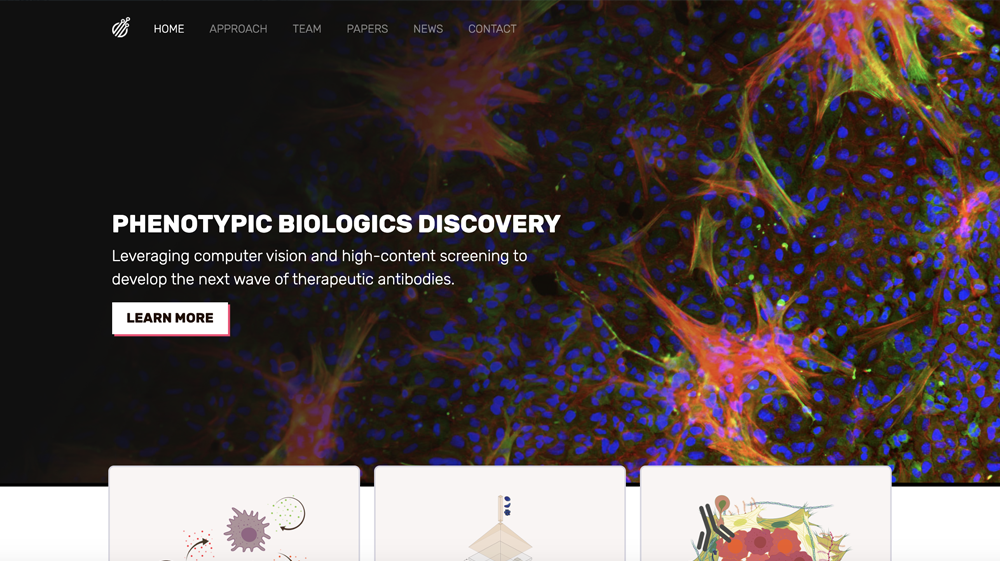 HOME APPROACH TEAM PAPERS NEWS CONTACT
PHENOTYPIC BIOLOGICS DISCOVERY
Leveraging computer vision and high-content screening to
develop the next wave of therapeutic antibodies.
LEARN MORE